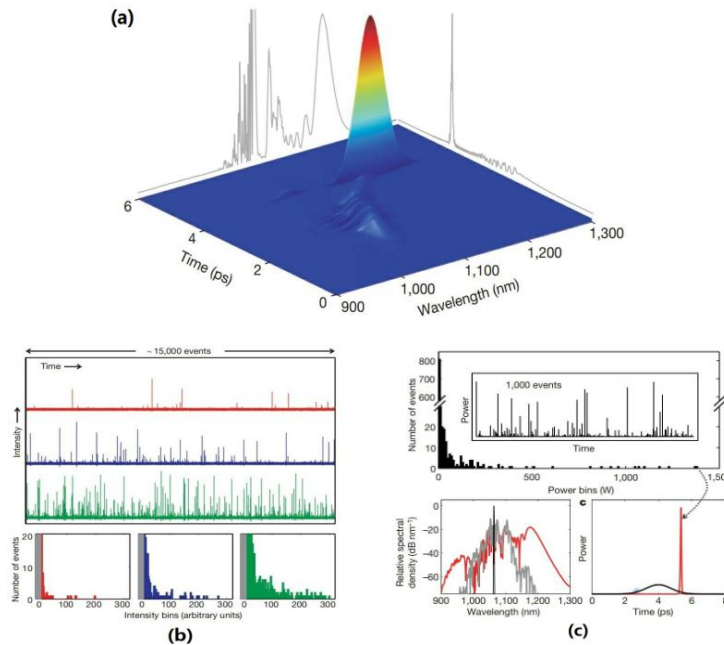 (a)
6
4
2
0
Time (ps)
900
1,000
1,100
1,200
1,300
Wavelength (nm)
~ 15,000 events
Time
Intensity
Number of events
20
10
0
0 100 200 300
0 100 200 300
0 100 200 300
Intensity bins (arbitrary units)
(b)
Number of events
800
700
600
20
10
0
1,000 events
Power
Time
0 500 1,000 1,50
Power bins (W)
Relative spectral
density (dB nm⁻¹)
0
−20
−40
−60
900 1,000 1,100 1,200 1,300
Wavelength (nm)
c
Power
0 2 4 6 8
Time (ps)
(c)